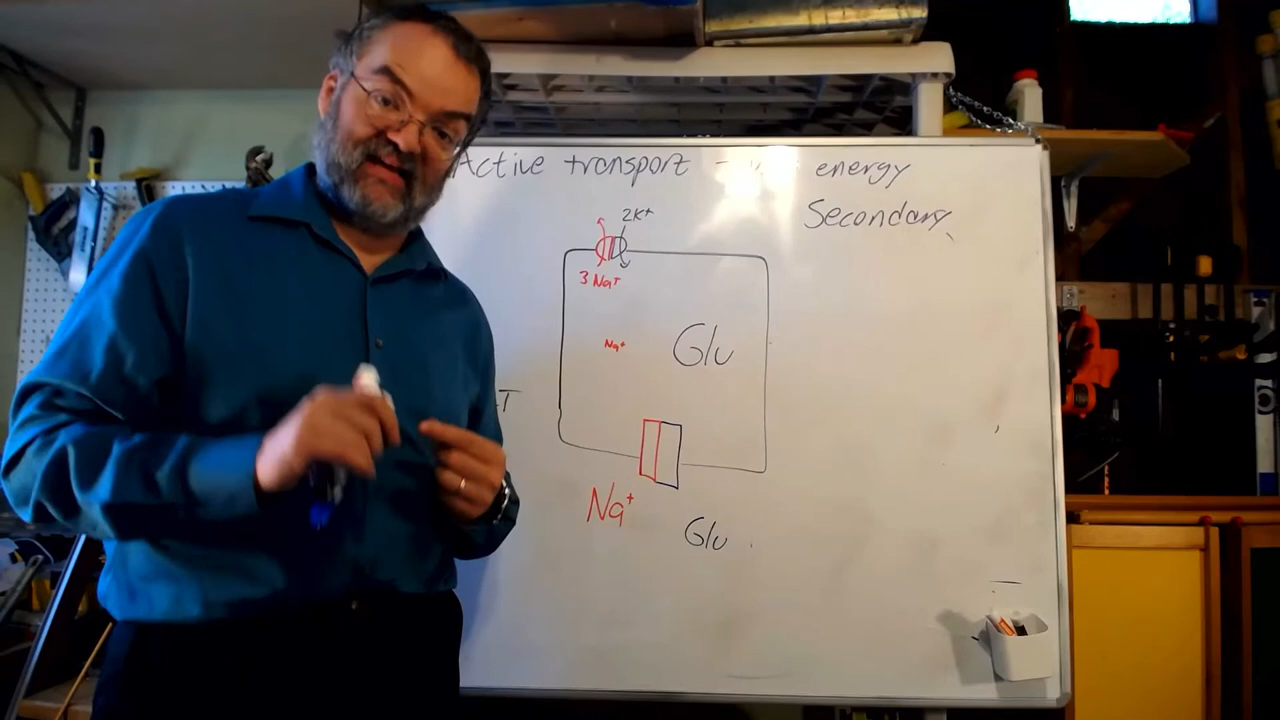 Active transport - energy
Secondary
2K+
3 Na+
Na+
Glu
T
Na+
Glu